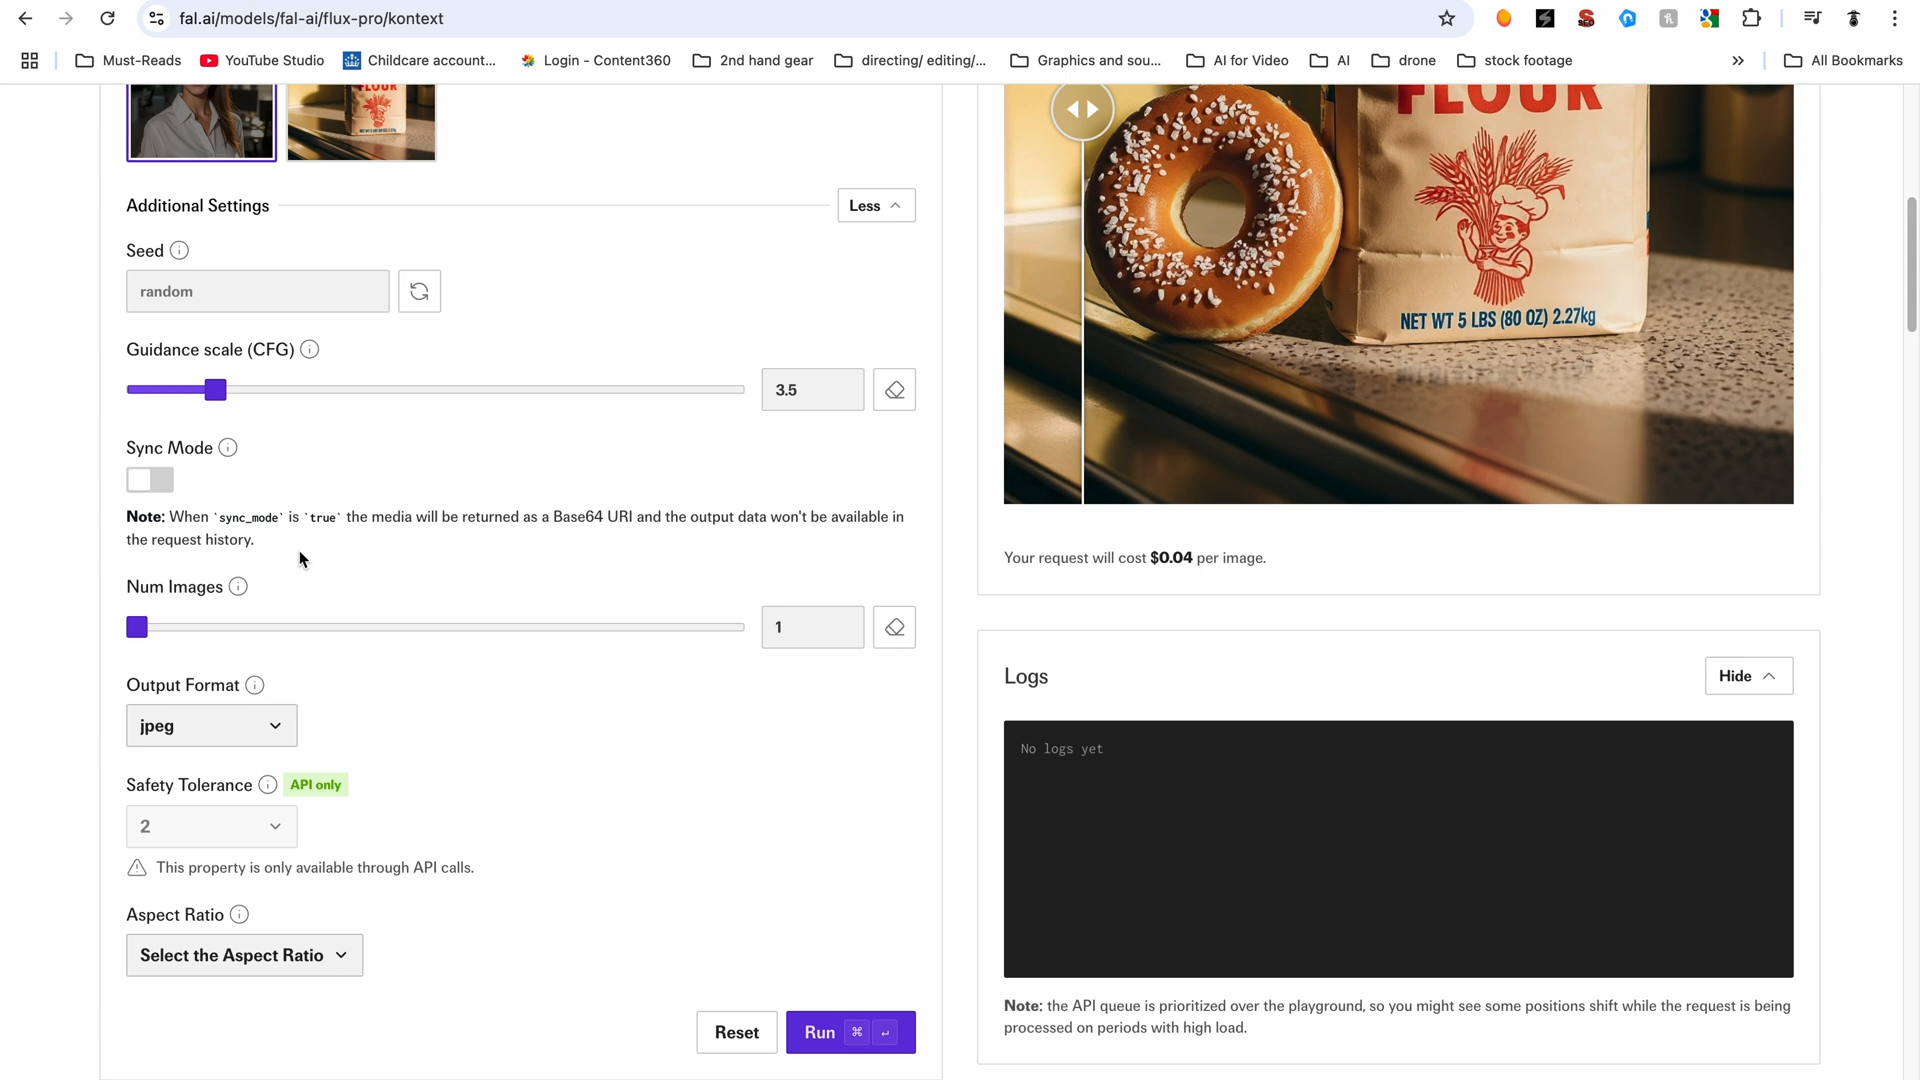 fal.ai/models/fal-ai/flux-pro/kontext
Must-Reads
YouTube Studio
Childcare account...
Login - Content360
2nd hand gear
directing/ editing/...
Graphics and sou...
AI for Video
AI
drone
stock footage
All Bookmarks
FLOUR
Additional Settings
Less
Seed
random
Guidance scale (CFG)
3.5
Sync Mode
Note: When `sync_mode` is `true` the media will be returned as a Base64 URI and the output data won't be available in
the request history.
Num Images
1
Output Format
jpeg
Safety Tolerance
API only
2
This property is only available through API calls.
Aspect Ratio
Select the Aspect Ratio
Reset
Run
FLOUR
NET WT 5 LBS (80 OZ) 2.27kg
Your request will cost $0.04 per image.
Logs
Hide
No logs yet
Note: the API queue is prioritized over the playground, so you might see some positions shift while the request is being
processed on periods with high load.